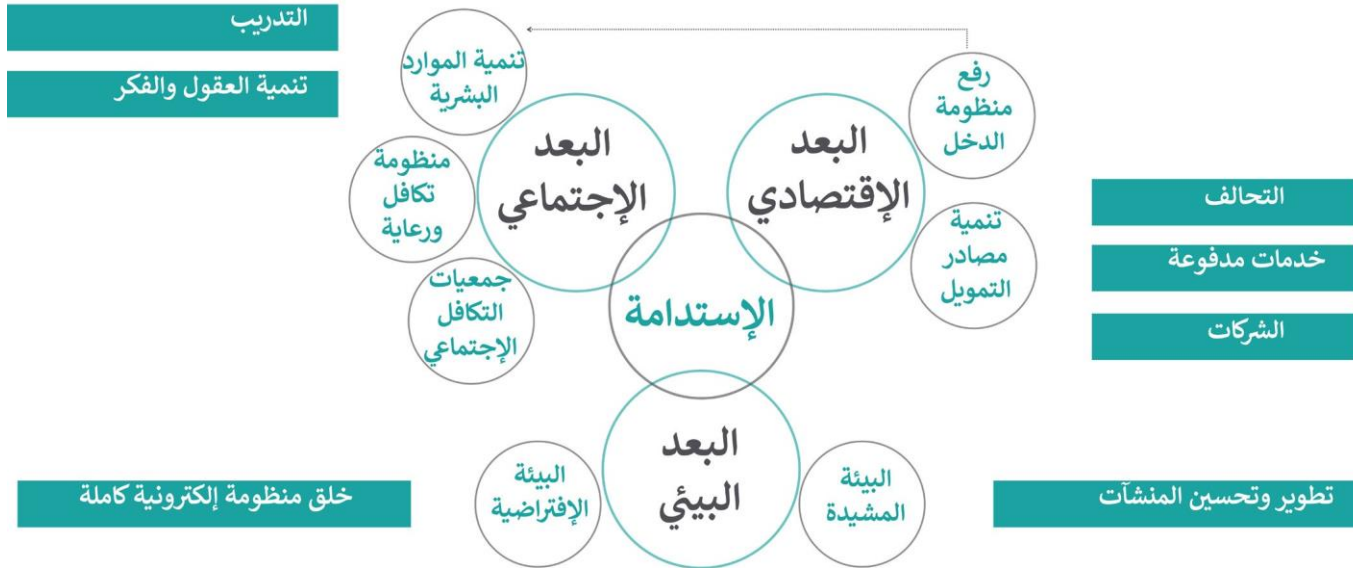 التدريب
تنمية العقول والفكر
تنمية الموارد
البشرية
رفع
منظومة
الدخل
البعد
الإقتصادي
البعد
الإجتماعي
منظومة
تكافل
ورعاية
تنمية
مصادر
التمويل
التحالف
خدمات مدفوعة
الشركات
جمعيات
التكافل
الإجتماعي
الإستدامة
البعد
البيئي
البيئة
المشيدة
البيئة
الإفتراضية
تطوير وتحسين المنشآت
خلق منظومة إلكترونية كاملة